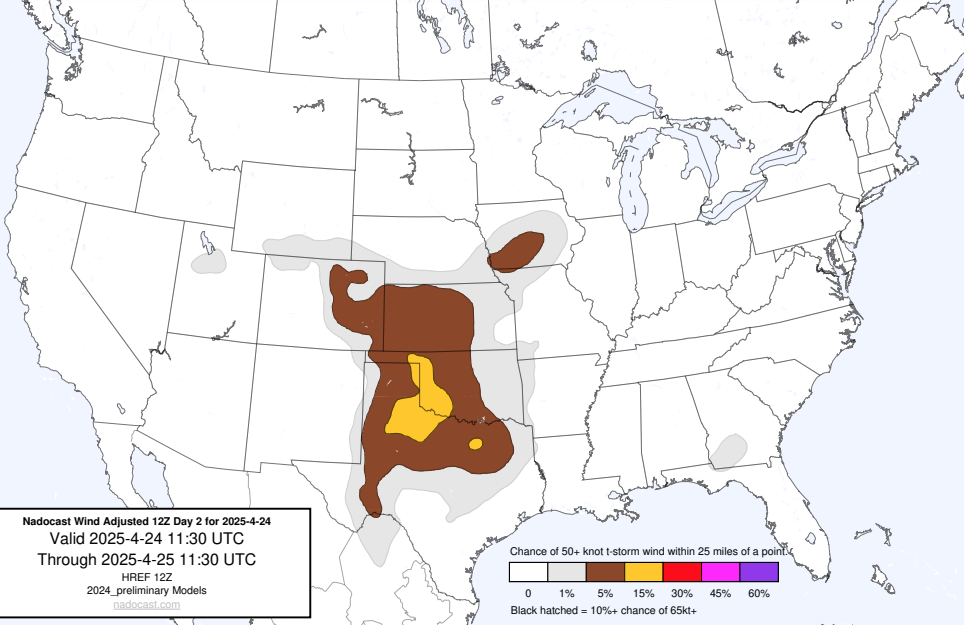 Nadocast Wind Adjusted 12Z Day 2 for 2025-4-24
Valid 2025-4-24 11:30 UTC
Through 2025-4-25 11:30 UTC
HREF 12Z
2024_preliminary Models
nadocast.com
Chance of 50+ knot t-storm wind within 25 miles of a point.
0 1% 5% 15% 30% 45% 60%
Black hatched = 10%+ chance of 65kt+